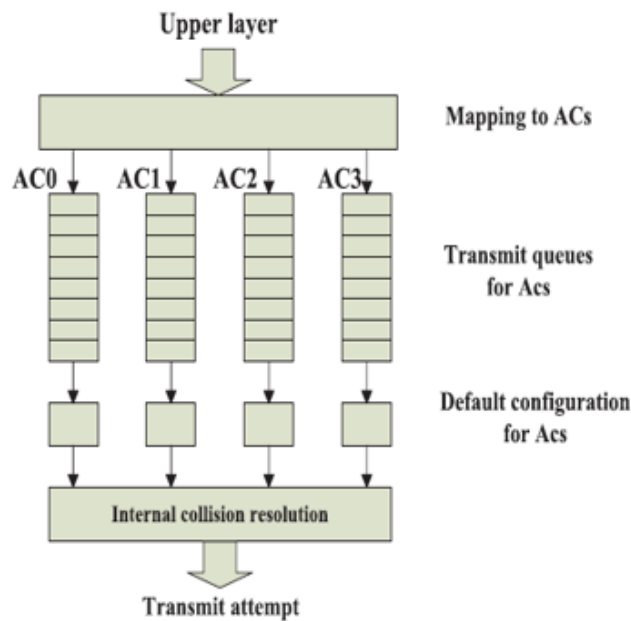 Upper layer
Mapping to ACs
AC0 AC1 AC2 AC3
Transmit queues
for Acs
Default configuration
for Acs
Internal collision resolution
Transmit attempt